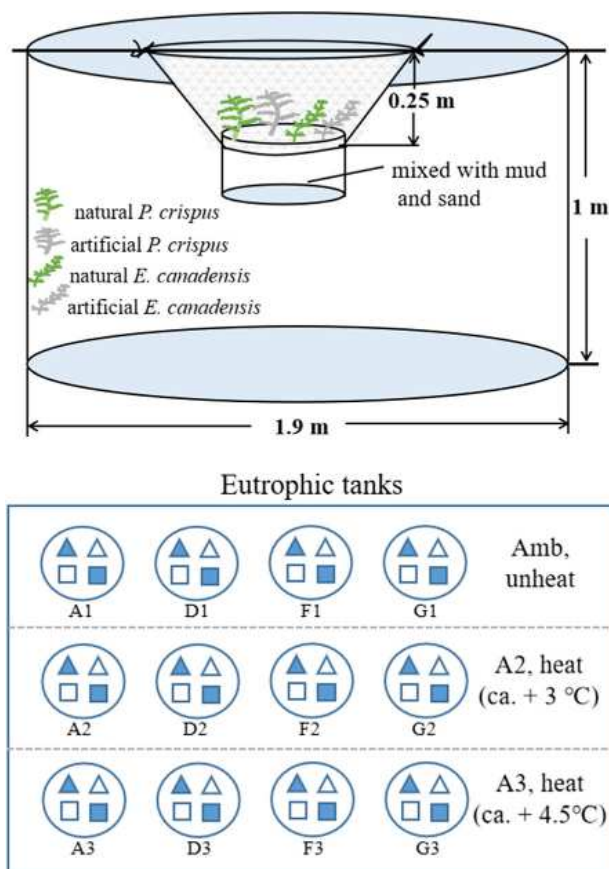 0.25 m
mixed with mud
and sand
1 m
natural P. crispus
artificial P. crispus
natural E. canadensis
artificial E. canadensis
1.9 m
Eutrophic tanks
A1 D1 F1 G1
Amb,
unheat
A2 D2 F2 G2
A2, heat
(ca. + 3 ℃)
A3 D3 F3 G3
A3, heat
(ca. + 4.5℃)